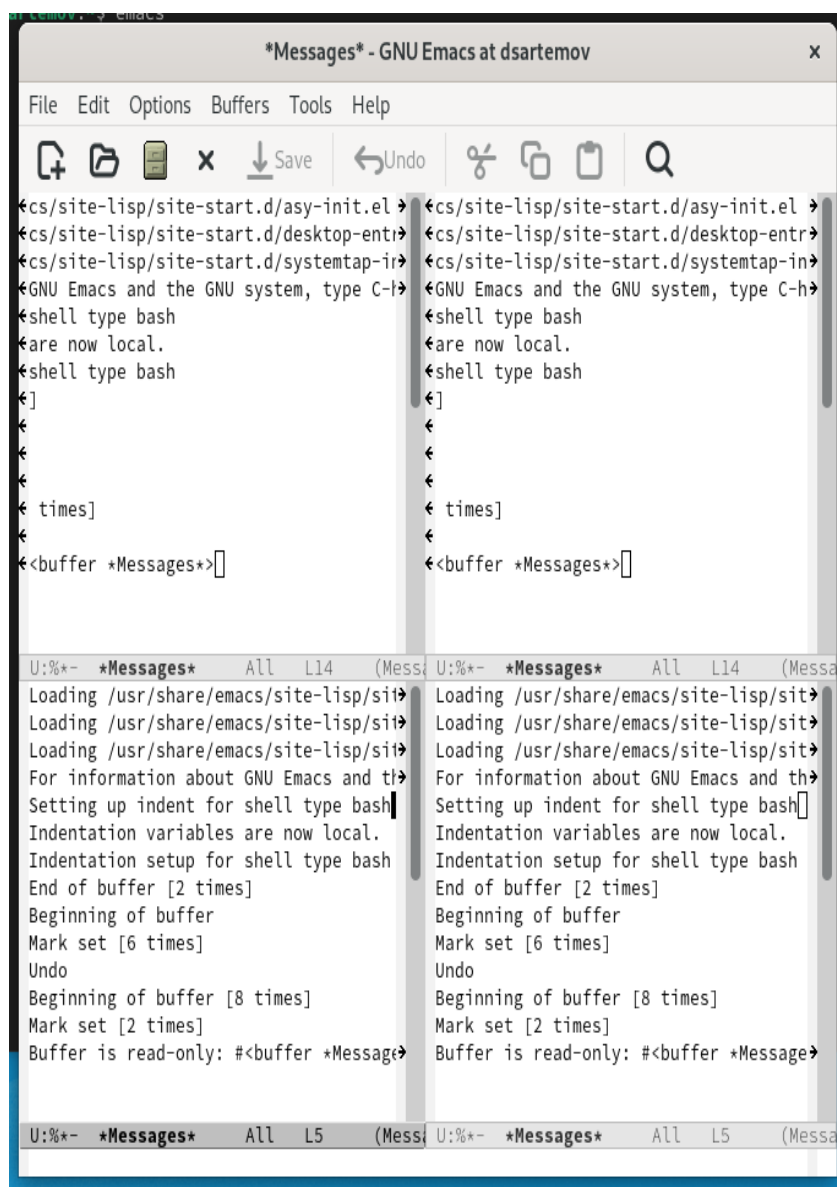 emacs
*Messages* - GNU Emacs at dsartemov x
File Edit Options Buffers Tools Help
Save Undo
cs/site-lisp/site-start.d/asy-init.el
cs/site-lisp/site-start.d/desktop-entr
cs/site-lisp/site-start.d/systemtap-in
GNU Emacs and the GNU system, type C-h
shell type bash
are now local.
shell type bash
]
times]
<buffer *Messages*>
U:%*- *Messages* All L14 (Mess
cs/site-lisp/site-start.d/asy-init.el
cs/site-lisp/site-start.d/desktop-entr
cs/site-lisp/site-start.d/systemtap-in
GNU Emacs and the GNU system, type C-h
shell type bash
are now local.
shell type bash
]
times]
<buffer *Messages*>
U:%*- *Messages* All L14 (Messa
Loading /usr/share/emacs/site-lisp/sit
Loading /usr/share/emacs/site-lisp/sit
Loading /usr/share/emacs/site-lisp/sit
For information about GNU Emacs and th
Setting up indent for shell type bash
Indentation variables are now local.
Indentation setup for shell type bash
End of buffer [2 times]
Beginning of buffer
Mark set [6 times]
Undo
Beginning of buffer [8 times]
Mark set [2 times]
Buffer is read-only: #<buffer *Message
U:%*- *Messages* All L5 (Mess
Loading /usr/share/emacs/site-lisp/sit
Loading /usr/share/emacs/site-lisp/sit
Loading /usr/share/emacs/site-lisp/sit
For information about GNU Emacs and th
Setting up indent for shell type bash
Indentation variables are now local.
Indentation setup for shell type bash
End of buffer [2 times]
Beginning of buffer
Mark set [6 times]
Undo
Beginning of buffer [8 times]
Mark set [2 times]
Buffer is read-only: #<buffer *Message
U:%*- *Messages* All L5 (Messa